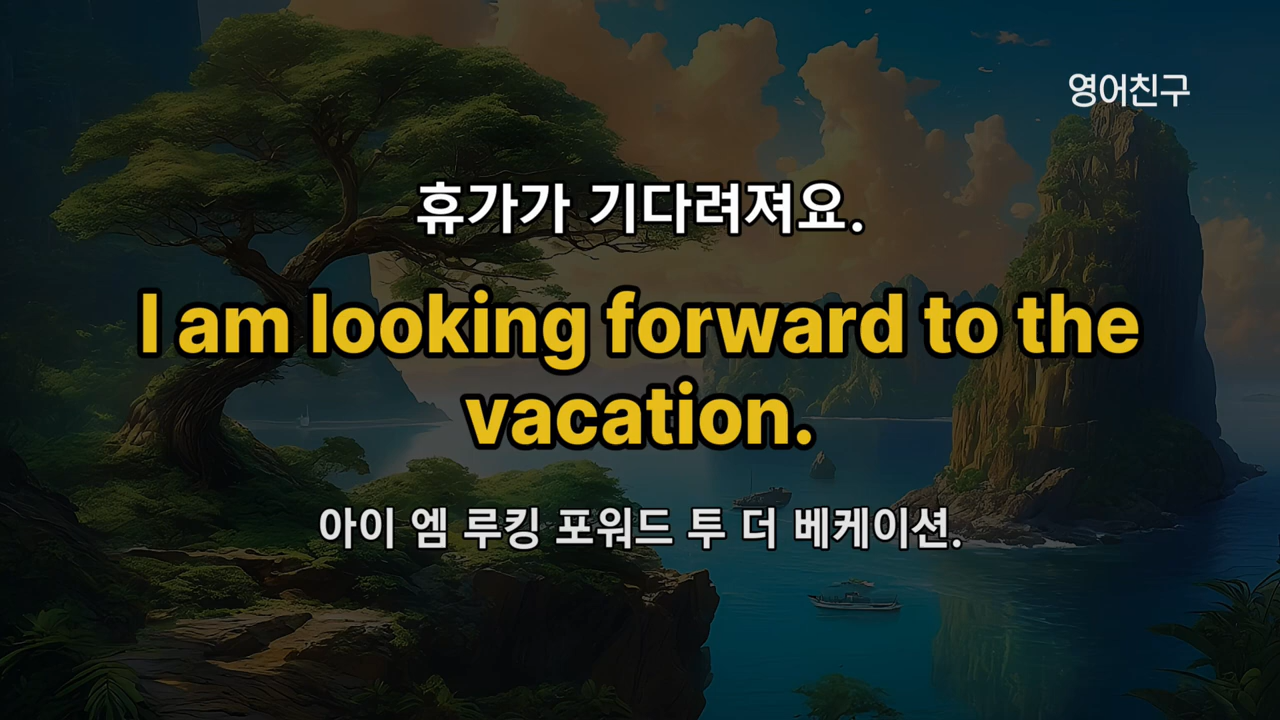 영어친구
휴가가 기다려져요.
I am looking forward to the
vacation.
아이 엠 루킹 포워드 투 더 베케이션.